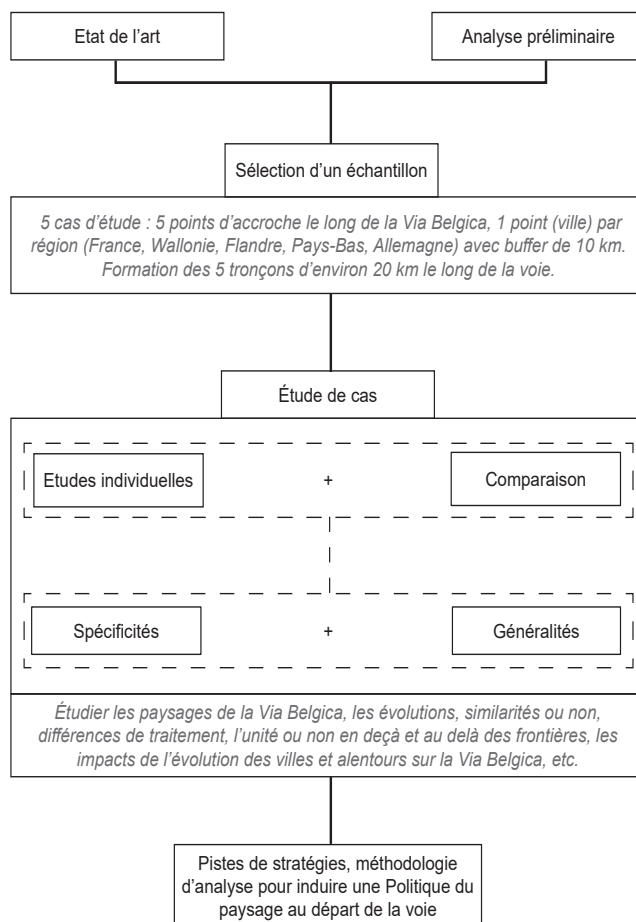 Etat de l'art
Analyse préliminaire
Sélection d'un échantillon
5 cas d'étude : 5 points d'accroche le long de la Via Belgica, 1 point (ville) par
région (France, Wallonie, Flandre, Pays-Bas, Allemagne) avec buffer de 10 km.
Formation des 5 tronçons d'environ 20 km le long de la voie.
Étude de cas
Etudes individuelles
+
Comparaison
Spécificités
+
Généralités
Étudier les paysages de la Via Belgica, les évolutions, similarités ou non,
différences de traitement, l'unité ou non en deçà et au delà des frontières, les
impacts de l'évolution des villes et alentours sur la Via Belgica, etc.
Pistes de stratégies, méthodologie
d'analyse pour induire une Politique du
paysage au départ de la voie